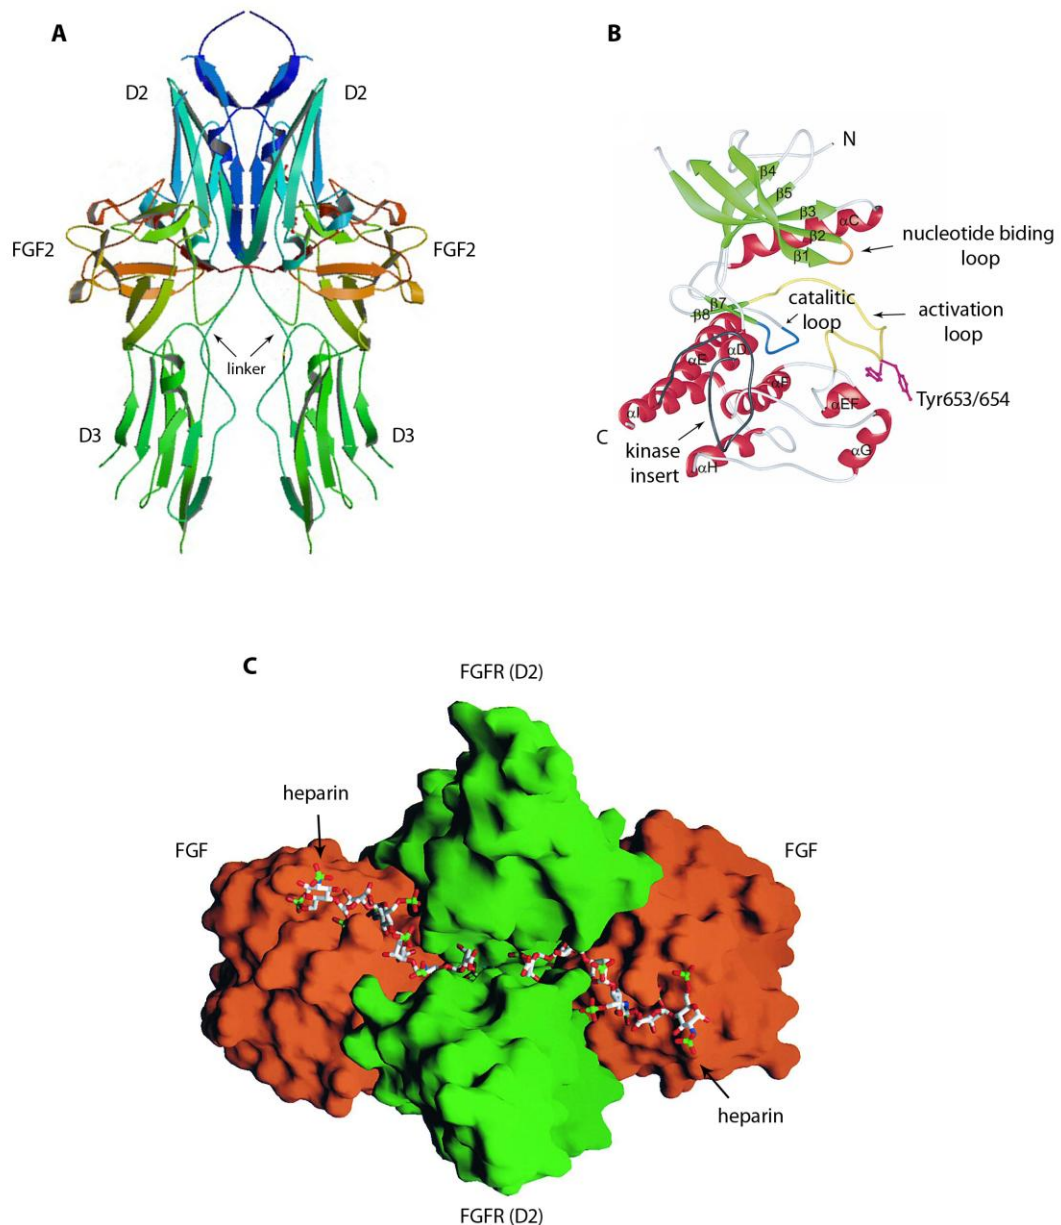 A
D2
D2
FGF2
FGF2
linker
D3
D3
B
N
β4
β5
β3
αC
β2
β1
nucleotide biding
loop
catalitic
loop
activation
loop
β7
β8
αD
αE
αF
αEF
Tyr653/654
αI
C
kinase
insert
αH
αG
C
FGFR (D2)
heparin
FGF
FGF
heparin
FGFR (D2)